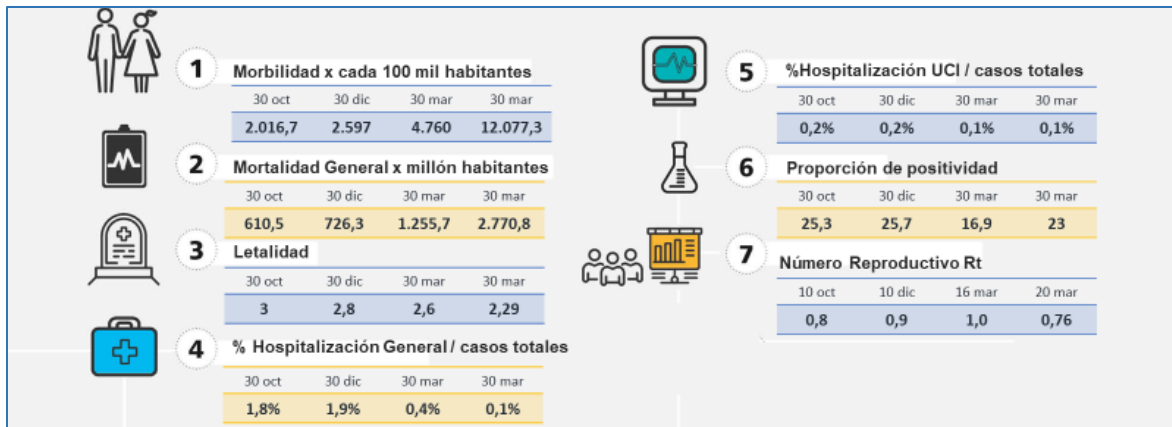 1
Morbilidad x cada 100 mil habitantes
30 oct 30 dic 30 mar 30 mar
2.016,7 2.597 4.760 12.077,3
2
Mortalidad General x millón habitantes
30 oct 30 dic 30 mar 30 mar
610,5 726,3 1.255,7 2.770,8
3
Letalidad
30 oct 30 dic 30 mar 30 mar
3 2,8 2,6 2,29
4
% Hospitalización General / casos totales
30 oct 30 dic 30 mar 30 mar
1,8% 1,9% 0,4% 0,1%
5
%Hospitalización UCI / casos totales
30 oct 30 dic 30 mar 30 mar
0,2% 0,2% 0,1% 0,1%
6
Proporción de positividad
30 oct 30 dic 30 mar 30 mar
25,3 25,7 16,9 23
7
Número Reproductivo Rt
10 oct 10 dic 16 mar 20 mar
0,8 0,9 1,0 0,76